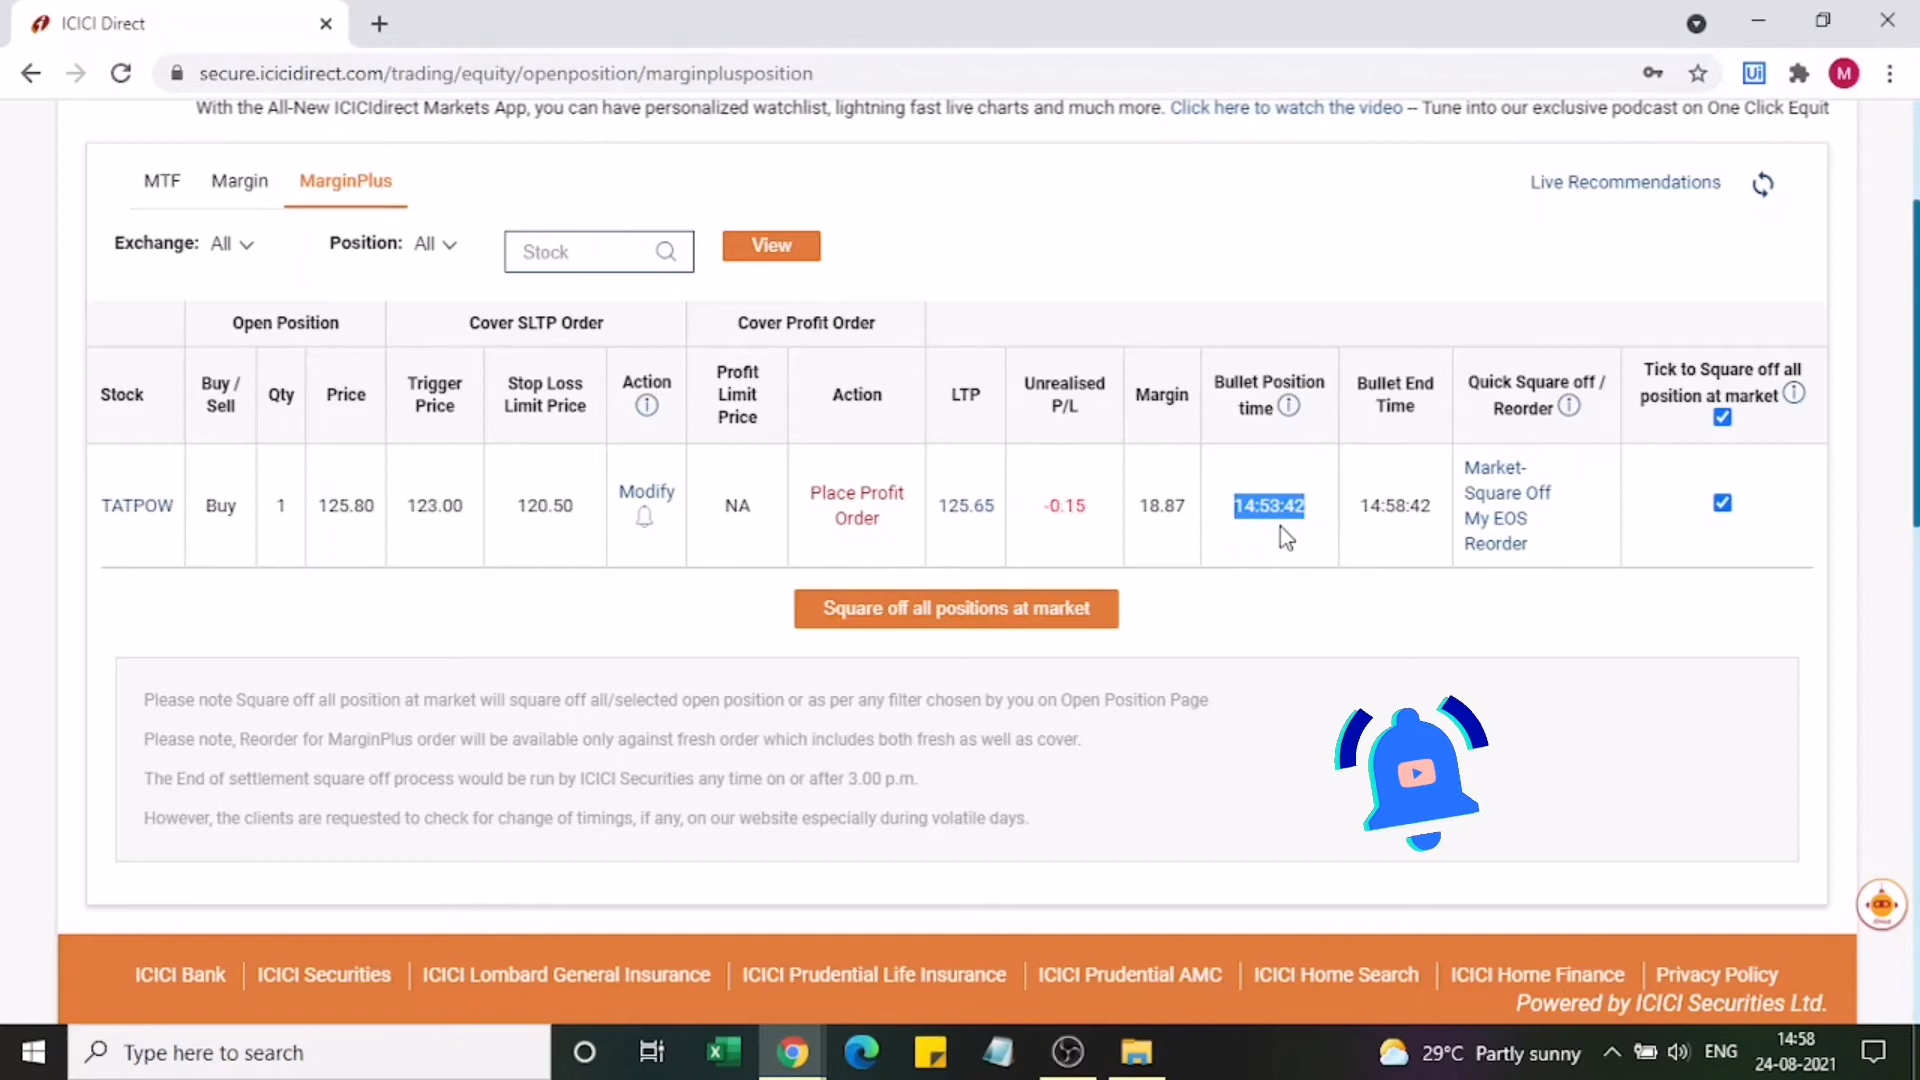 ICICI Direct
secure.icicidirect.com/trading/equity/openposition/marginplusposition
M
With the All-New ICICIdirect Markets App, you can have personalized watchlist, lightning fast live charts and much more. Click here to watch the video – Tune into our exclusive podcast on One Click Equit
MTF Margin MarginPlus Live Recommendations
Exchange: All Position: All Stock View
Open Position Cover SLTP Order Cover Profit Order
Stock Buy / Sell Qty Price Trigger Price Stop Loss Limit Price Action Profit Limit Price Action LTP Unrealised P/L Margin Bullet Position time Bullet End Time Quick Square off / Reorder Tick to Square off all position at market
TATPOW Buy 1 125.80 123.00 120.50 Modify NA Place Profit Order 125.65 -0.15 18.87 14:53:42 14:58:42 Market-Square Off My EOS Reorder
Square off all positions at market
Please note Square off all position at market will square off all/selected open position or as per any filter chosen by you on Open Position Page
Please note, Reorder for MarginPlus order will be available only against fresh order which includes both fresh as well as cover.
The End of settlement square off process would be run by ICICI Securities any time on or after 3.00 p.m.
However, the clients are requested to check for change of timings, if any, on our website especially during volatile days.
ICICI Bank ICICI Securities ICICI Lombard General Insurance ICICI Prudential Life Insurance ICICI Prudential AMC ICICI Home Search ICICI Home Finance Privacy Policy
Powered by ICICI Securities Ltd.
Type here to search 29°C Partly sunny ENG 14:58
24-08-2021